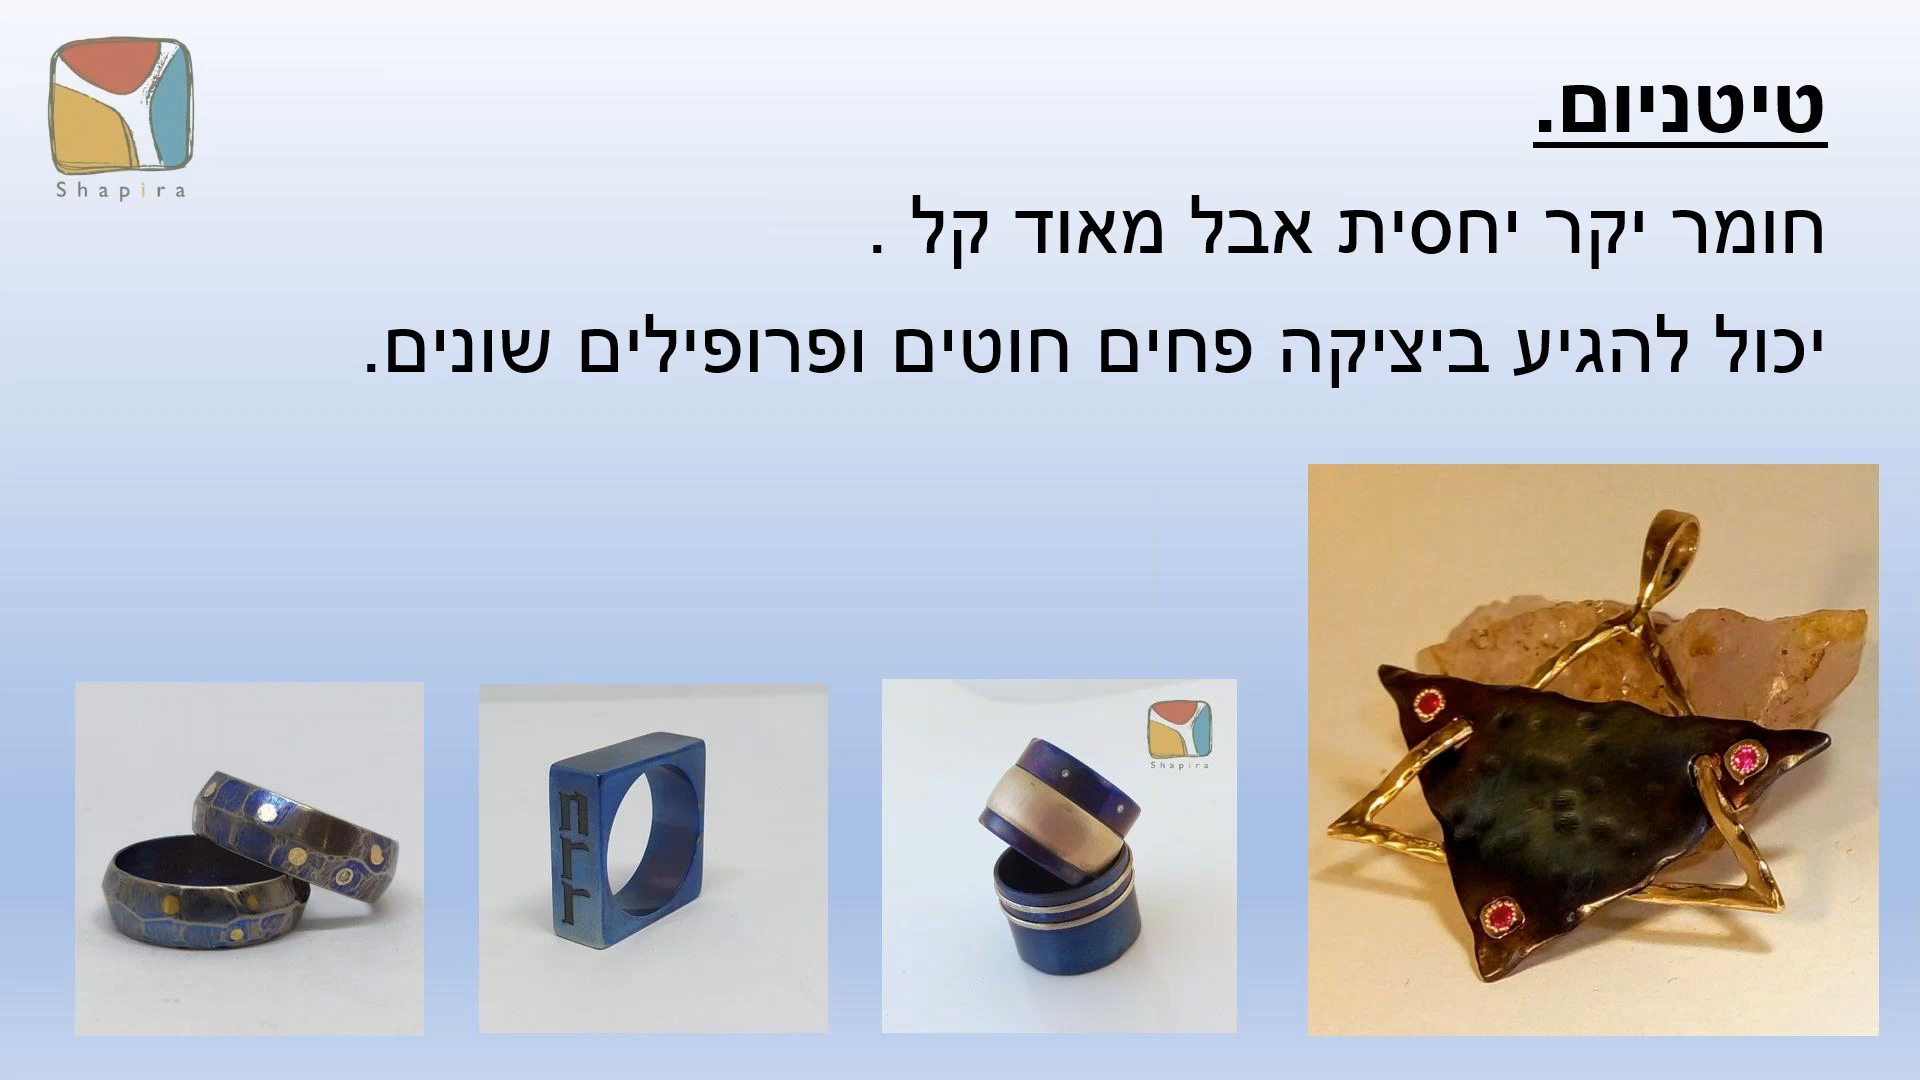 Shapira
טיטניום.
חומר יקר יחסית אבל מאוד קל .
יכול להגיע ביציקה פחים חוטים ופרופילים שונים.
Shapira